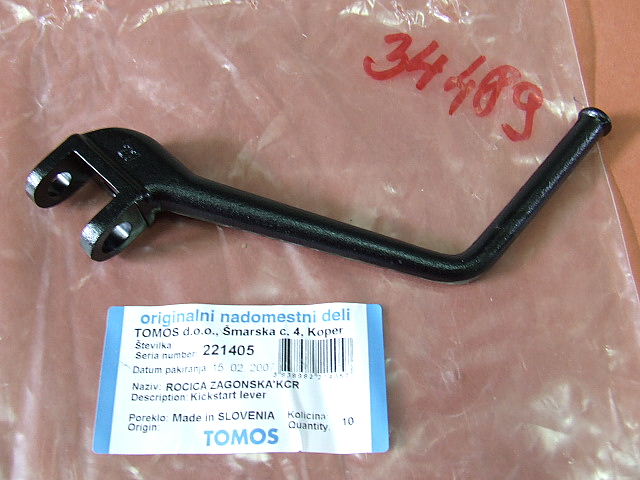 34489
originalni nadomestni deli
TOMOS d.o.o., Šmarska c. 4, Koper
Številka
Seria number 221405
Datum pakiranja 15 02 2007
Naziv: ROCICA ZAGONSKA'KCR
Description: Kickstart lever
Poreklo: Made in SLOVENIA Kolicina
Origin: Quantity, 10
TOMOS